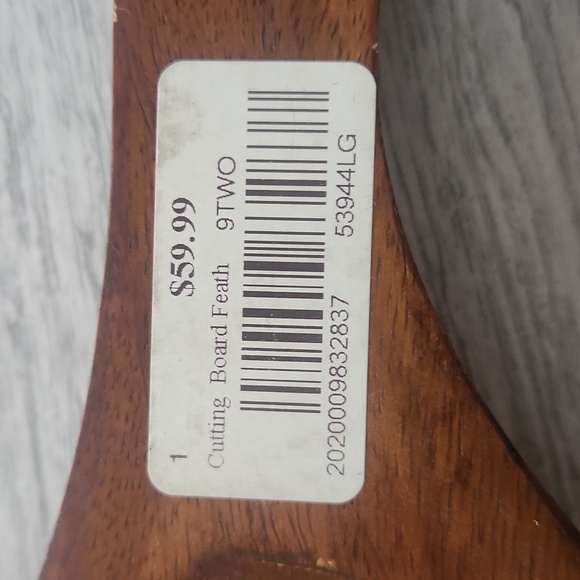 1
$59.99
Cutting Board Feath 9TWO
2020009832837 53944LG